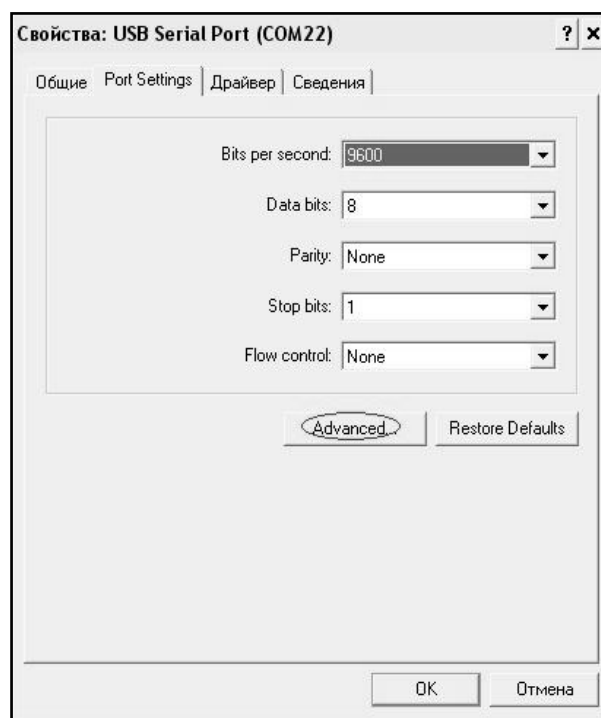 Свойства: USB Serial Port (COM22) ? ×
Общие Port Settings Драйвер Сведения
Bits per second: 9600
Data bits: 8
Parity: None
Stop bits: 1
Flow control: None
Advanced... Restore Defaults
OK Отмена